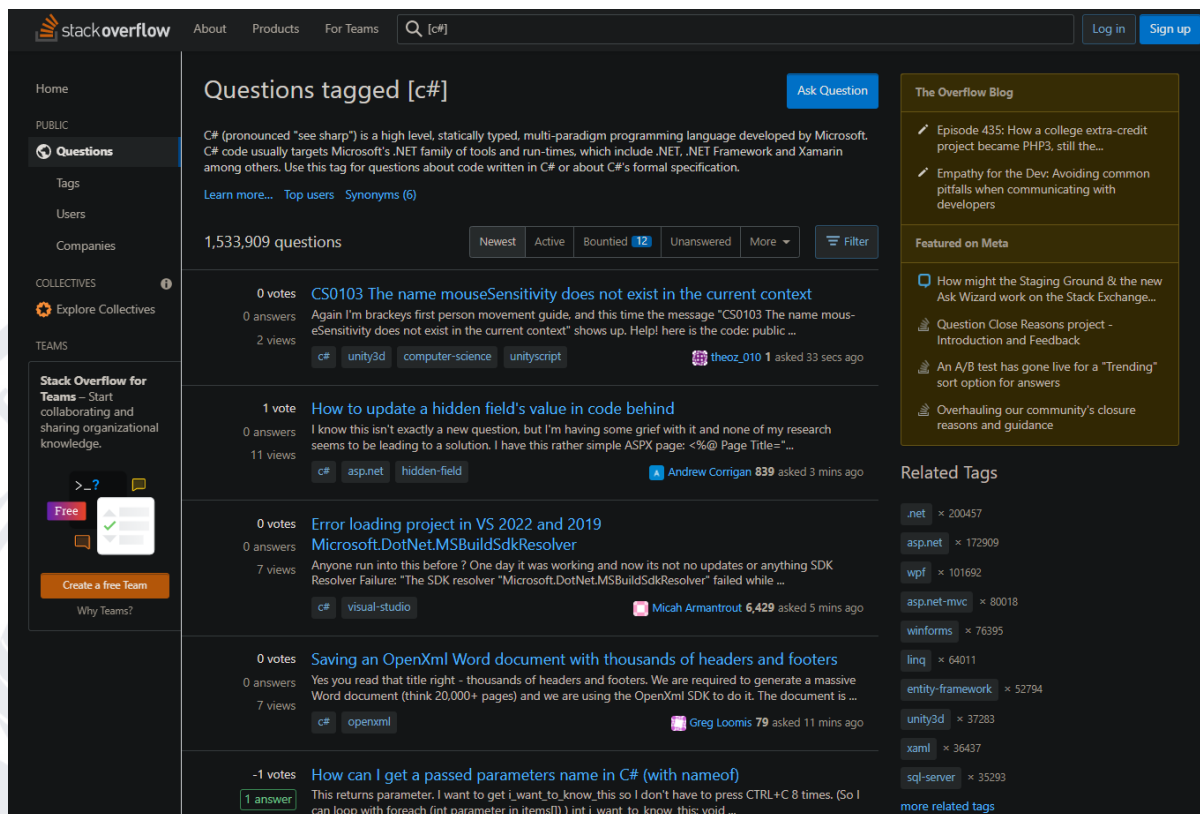 stackoverflow
About
Products
For Teams
[c#]
Log in
Sign up
Home
PUBLIC
Questions
Tags
Users
Companies
COLLECTIVES
Explore Collectives
TEAMS
Stack Overflow for
Teams – Start
collaborating and
sharing organizational
knowledge.
>_?
Free
Create a free Team
Why Teams?
Questions tagged [c#]
Ask Question
C# (pronounced "see sharp") is a high level, statically typed, multi-paradigm programming language developed by Microsoft.
C# code usually targets Microsoft's .NET family of tools and run-times, which include .NET, .NET Framework and Xamarin
among others. Use this tag for questions about code written in C# or about C#'s formal specification.
Learn more... Top users Synonyms (6)
1,533,909 questions
Newest Active Bountied 12 Unanswered More
Filter
0 votes
0 answers
2 views
CS0103 The name mouseSensitivity does not exist in the current context
Again I'm brackeys first person movement guide, and this time the message "CS0103 The name mous-
eSensitivity does not exist in the current context" shows up. Help! here is the code: public ...
c# unity3d computer-science unityscript
theoz_010 1 asked 33 secs ago
1 vote
0 answers
11 views
How to update a hidden field's value in code behind
I know this isn't exactly a new question, but I'm having some grief with it and none of my research
seems to be leading to a solution. I have this rather simple ASPX page: <%@ Page Title="...
c# asp.net hidden-field
Andrew Corrigan 839 asked 3 mins ago
0 votes
0 answers
7 views
Error loading project in VS 2022 and 2019
Microsoft.DotNet.MSBuildSdkResolver
Anyone run into this before ? One day it was working and now its not no updates or anything SDK
Resolver Failure: "The SDK resolver "Microsoft.DotNet.MSBuildSdkResolver" failed while ...
c# visual-studio
Micah Armantrout 6,429 asked 5 mins ago
0 votes
0 answers
7 views
Saving an OpenXml Word document with thousands of headers and footers
Yes you read that title right - thousands of headers and footers. We are required to generate a massive
Word document (think 20,000+ pages) and we are using the OpenXml SDK to do it. The document is ...
c# openxml
Greg Loomis 79 asked 11 mins ago
-1 votes
1 answer
How can I get a passed parameters name in C# (with nameof)
This returns parameter. I want to get i_want_to_know_this so I don't have to press CTRL+C 8 times. (So I
can loop with foreach (int parameter in items[]) ) int i_want_to_know_this; void ...
The Overflow Blog
Episode 435: How a college extra-credit
project became PHP3, still the...
Empathy for the Dev: Avoiding common
pitfalls when communicating with
developers
Featured on Meta
How might the Staging Ground & the new
Ask Wizard work on the Stack Exchange...
Question Close Reasons project -
Introduction and Feedback
An A/B test has gone live for a "Trending"
sort option for answers
Overhauling our community's closure
reasons and guidance
Related Tags
.net × 200457
asp.net × 172909
wpf × 101692
asp.net-mvc × 80018
winforms × 76395
linq × 64011
entity-framework × 52794
unity3d × 37283
xaml × 36437
sql-server × 35293
more related tags